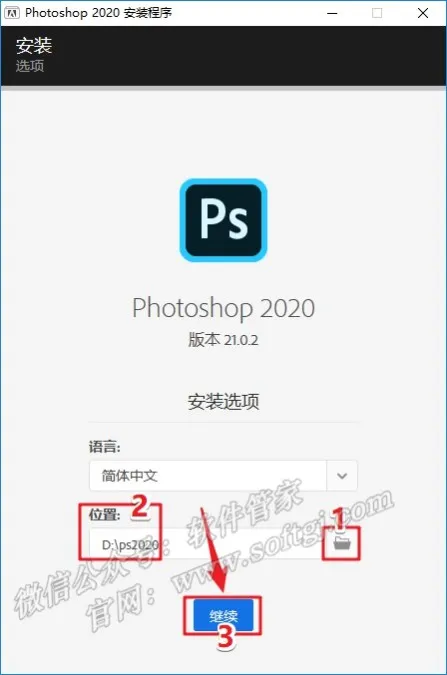 Photoshop 2020 安装程序
安装
选项
Ps
Photoshop 2020
版本 21.0.2
安装选项
语言:
简体中文
位置:
2
1
D:\ps2020
继续
3
微信公众号：软件管家
官网：www.softgj.com